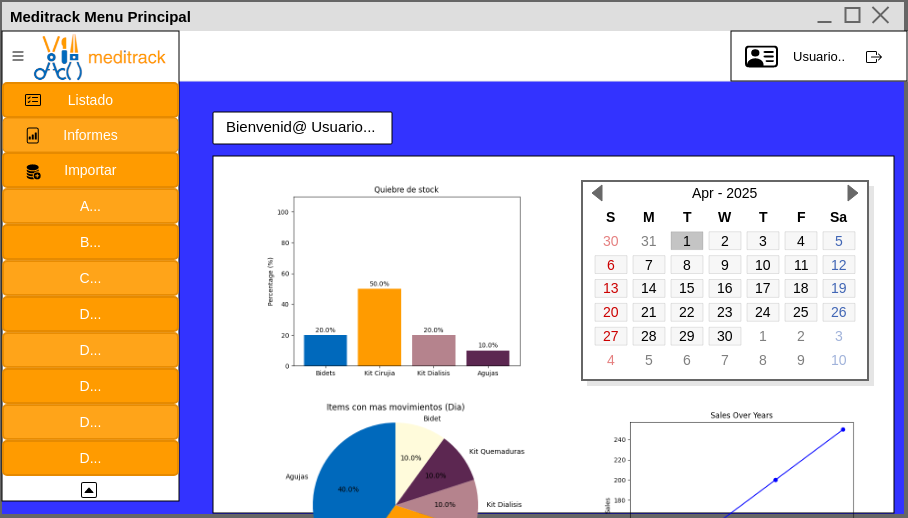 Meditrack Menu Principal
meditrack
Usuario..
Listado
Informes
Importar
A...
B...
C...
D...
D...
D...
D...
D...
Bienvenid@ Usuario...
Quiebre de stock
Percentage (%)
100
80
60
40
20
0
20.0%
50.0%
20.0%
10.0%
Bidets
Kit Cirujia
Kit Dialisis
Agujas
Apr - 2025
S M T W T F Sa
30 31 1 2 3 4 5
6 7 8 9 10 11 12
13 14 15 16 17 18 19
20 21 22 23 24 25 26
27 28 29 30 1 2 3
4 5 6 7 8 9 10
Items con mas movimientos (Dia)
Bidet
Kit Quemaduras
Agujas
Kit Dialisis
10.0%
10.0%
40.0%
10.0%
Sales Over Years
Sales
240
220
200
180